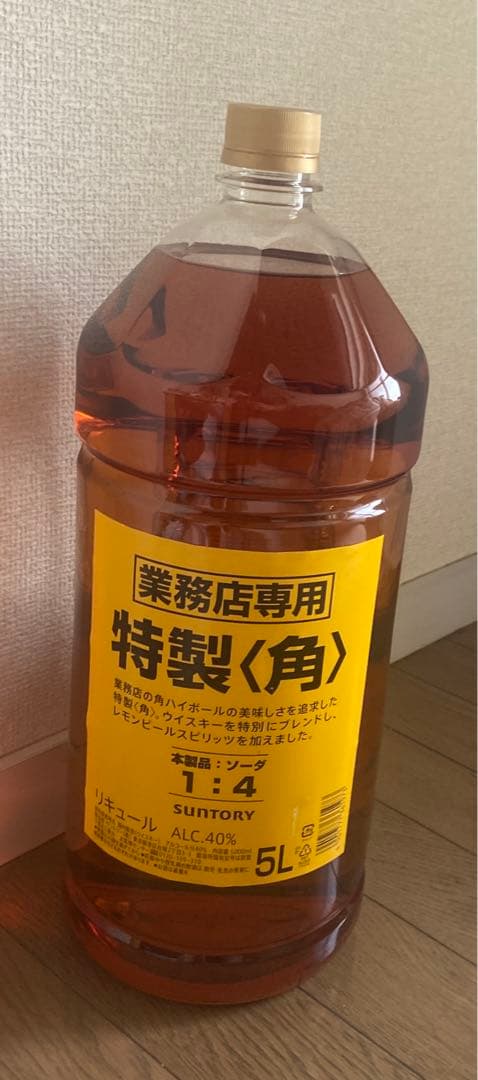 業務店専用
特製〈角〉
業務店の角ハイボールの美味しさを追求した
特製〈角〉。ウイスキーを特別にブレンドし、
レモンピールスピリッツを加えました。
本製品:ソーダ
1:4
SUNTORY
リキュール ALC.40%
5L